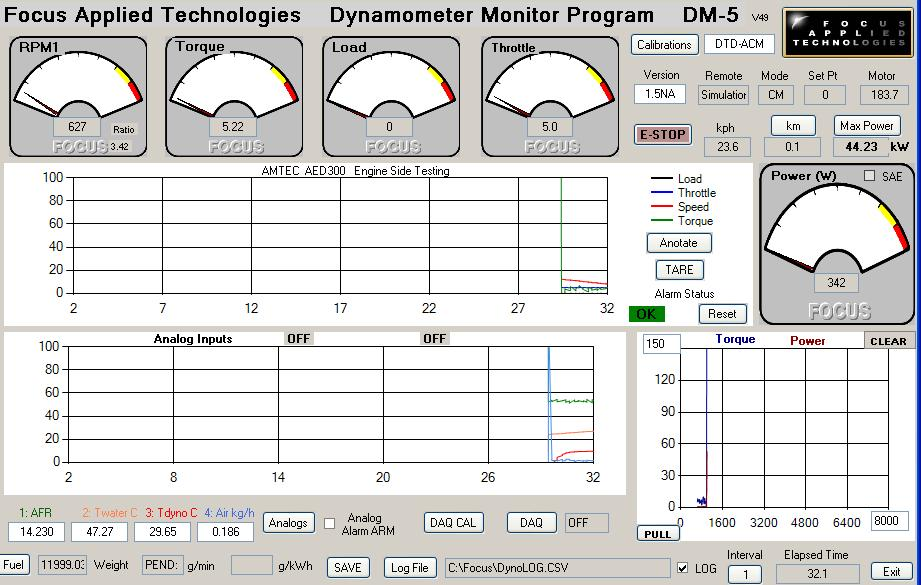 Focus Applied Technologies Dynamometer Monitor Program DM-5 V49
FOCUS
APPLIED
TECHNOLOGIES
RPM1
627
Ratio
FOCUS 3.42
Torque
5.22
FOCUS
Load
0
FOCUS
Throttle
5.0
FOCUS
Calibrations DTD-ACM
Version Remote Mode Set Pt Motor
1.5NA Simulation CM 0 183.7
E-STOP kph km Max Power
23.6 0.1 44.23 kW
AMTEC AED300 Engine Side Testing
100
80
60
40
20
0
2 7 12 17 22 27 32
Load
Throttle
Speed
Torque
Anotate
TARE
Alarm Status
OK Reset
Power (W) SAE
342
FOCUS
Analog Inputs OFF OFF
100
80
60
40
20
0
2 8 14 20 26 32
150 Torque Power CLEAR
120
90
60
30
0
0 1600 3200 4800 6400 8000
PULL
1: AFR 2: Twater C 3: Tdyno C 4: Air kg/h
14.230 47.27 29.65 0.186
Analogs Analog
Alarm ARM
DAQ CAL DAQ OFF
Fuel 11999.03 Weight PEND: g/min g/kWh SAVE Log File C:\Focus\DynoLOG.CSV LOG
Interval Elapsed Time
1 32.1 Exit